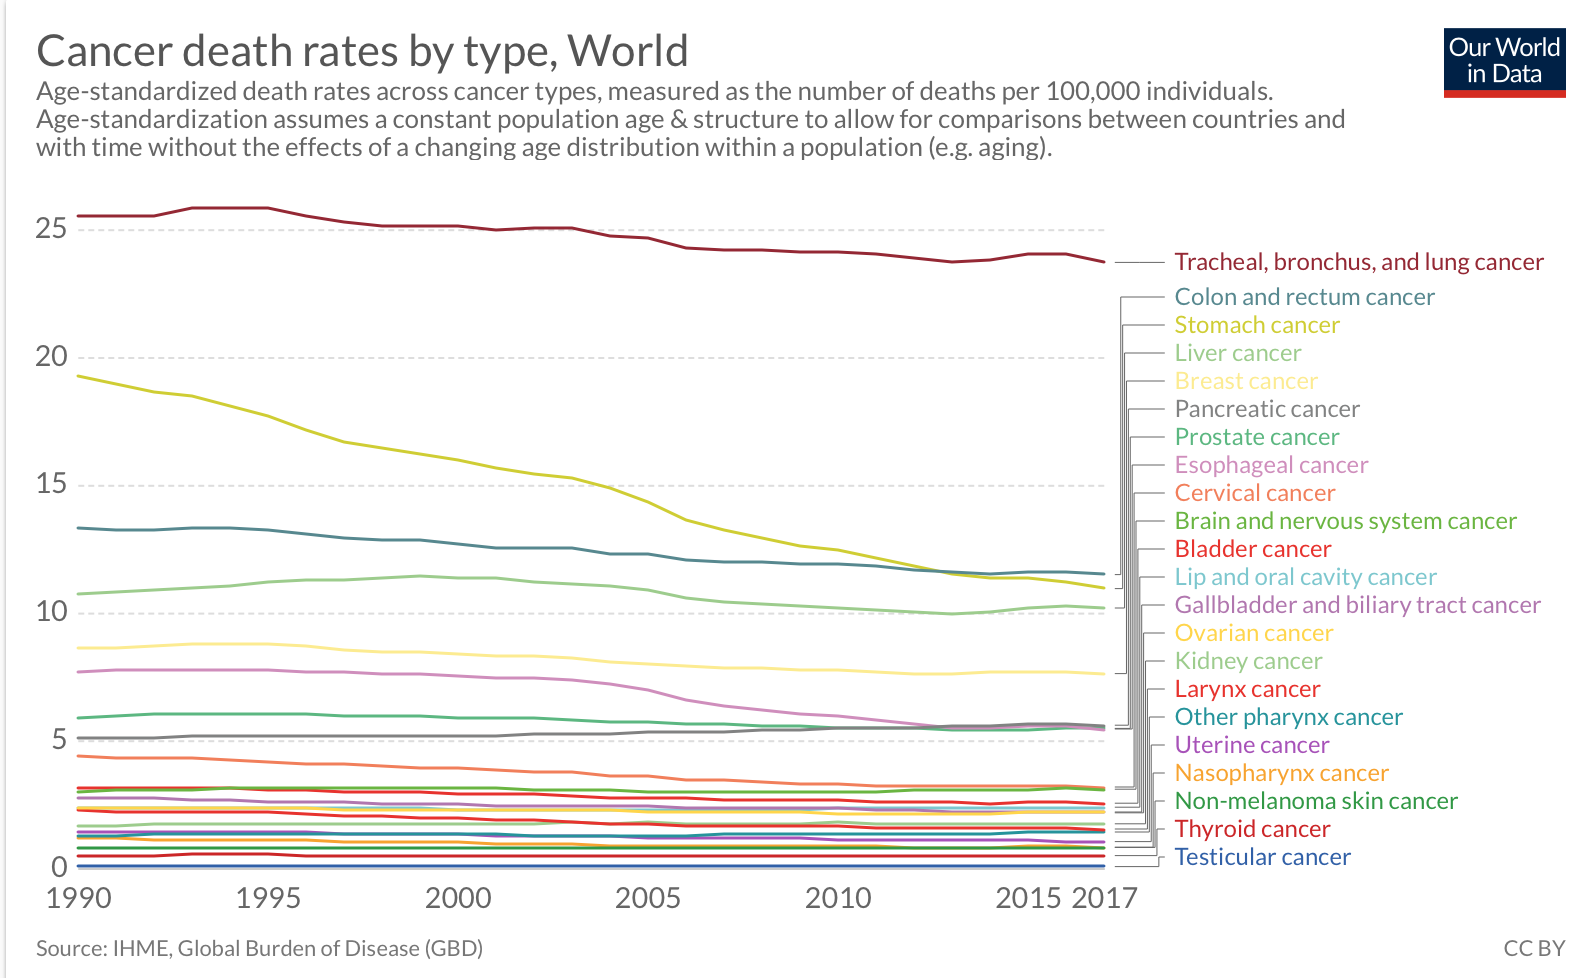 Cancer death rates by type, World
Our World
in Data
Age-standardized death rates across cancer types, measured as the number of deaths per 100,000 individuals.
Age-standardization assumes a constant population age & structure to allow for comparisons between countries and
with time without the effects of a changing age distribution within a population (e.g. aging).
25
20
15
10
5
0
1990
1995
2000
2005
2010
2015
2017
Tracheal, bronchus, and lung cancer
Colon and rectum cancer
Stomach cancer
Liver cancer
Breast cancer
Pancreatic cancer
Prostate cancer
Esophageal cancer
Cervical cancer
Brain and nervous system cancer
Bladder cancer
Lip and oral cavity cancer
Gallbladder and biliary tract cancer
Ovarian cancer
Kidney cancer
Larynx cancer
Other pharynx cancer
Uterine cancer
Nasopharynx cancer
Non-melanoma skin cancer
Thyroid cancer
Testicular cancer
Source: IHME, Global Burden of Disease (GBD)
CC BY